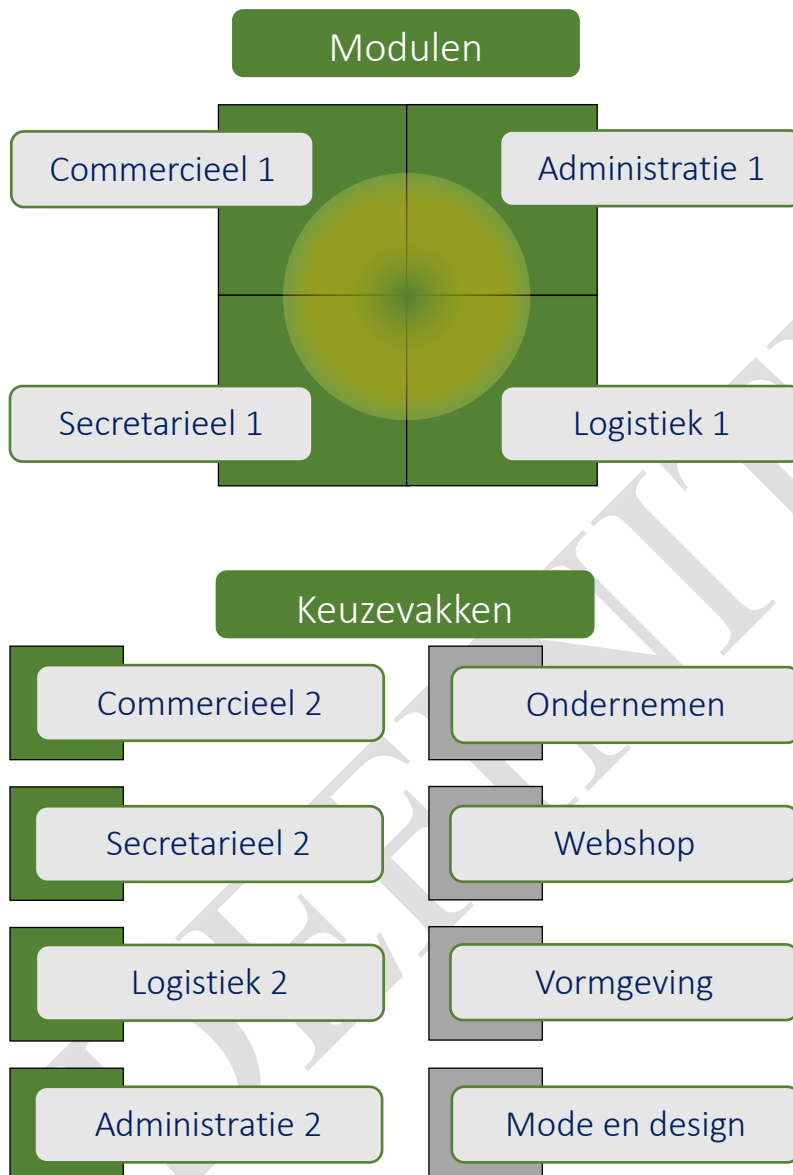 Modulen
Commercieel 1
Administratie 1
Secretarieel 1
Logistiek 1
Keuzevakken
Commercieel 2
Ondernemen
Secretarieel 2
Webshop
Logistiek 2
Vormgeving
Administratie 2
Mode en design